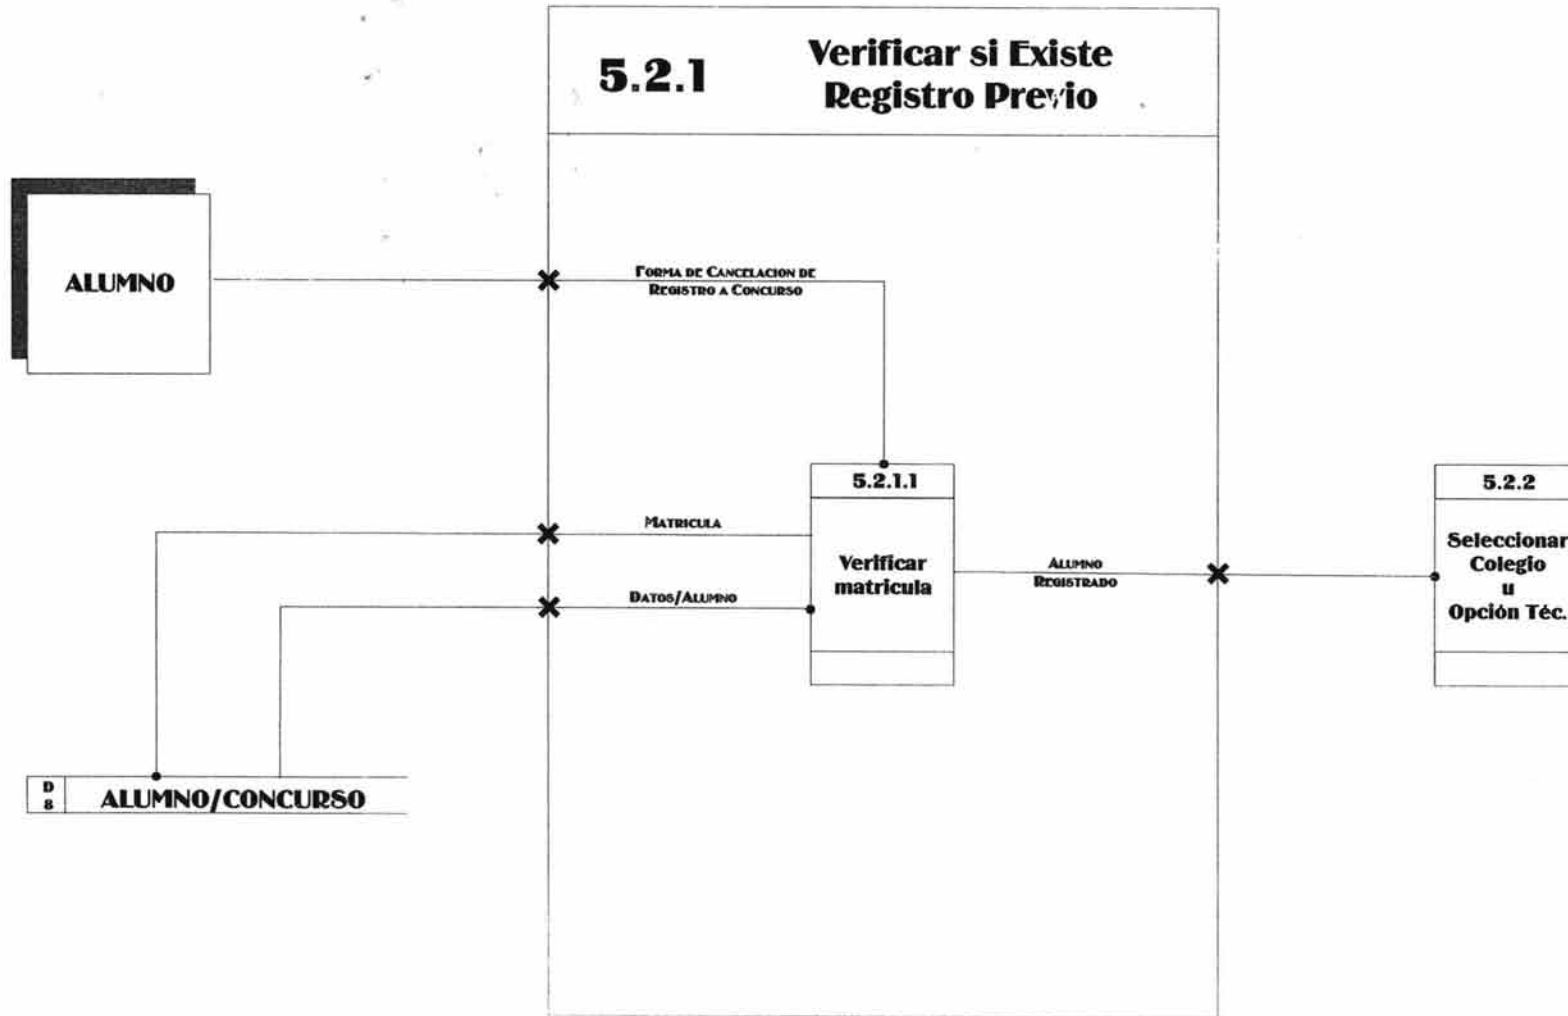 5.2.1
Verificar si Existe
Registro Previo
ALUMNO
FORMA DE CANCELACION DE
REGISTRO A CONCURSO
5.2.1.1
Verificar
matricula
MATRICULA
DATOS/ALUMNO
ALUMNO
REGISTRADO
5.2.2
Seleccionar
Colegio
u
Opción Téc.
D
8
ALUMNO/CONCURSO